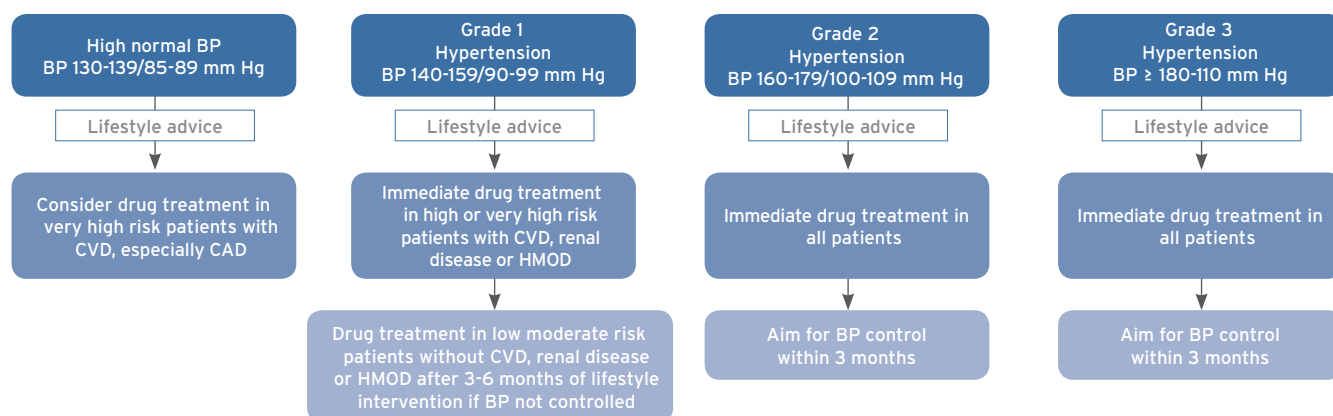 High normal BP
BP 130-139/85-89 mm Hg
Lifestyle advice
Consider drug treatment in
very high risk patients with
CVD, especially CAD
Grade 1
Hypertension
BP 140-159/90-99 mm Hg
Lifestyle advice
Immediate drug treatment
in high or very high risk
patients with CVD, renal
disease or HMOD
Drug treatment in low moderate risk
patients without CVD, renal disease
or HMOD after 3-6 months of lifestyle
intervention if BP not controlled
Grade 2
Hypertension
BP 160-179/100-109 mm Hg
Lifestyle advice
Immediate drug treatment in
all patients
Aim for BP control
within 3 months
Grade 3
Hypertension
BP ≥ 180-110 mm Hg
Lifestyle advice
Immediate drug treatment in
all patients
Aim for BP control
within 3 months